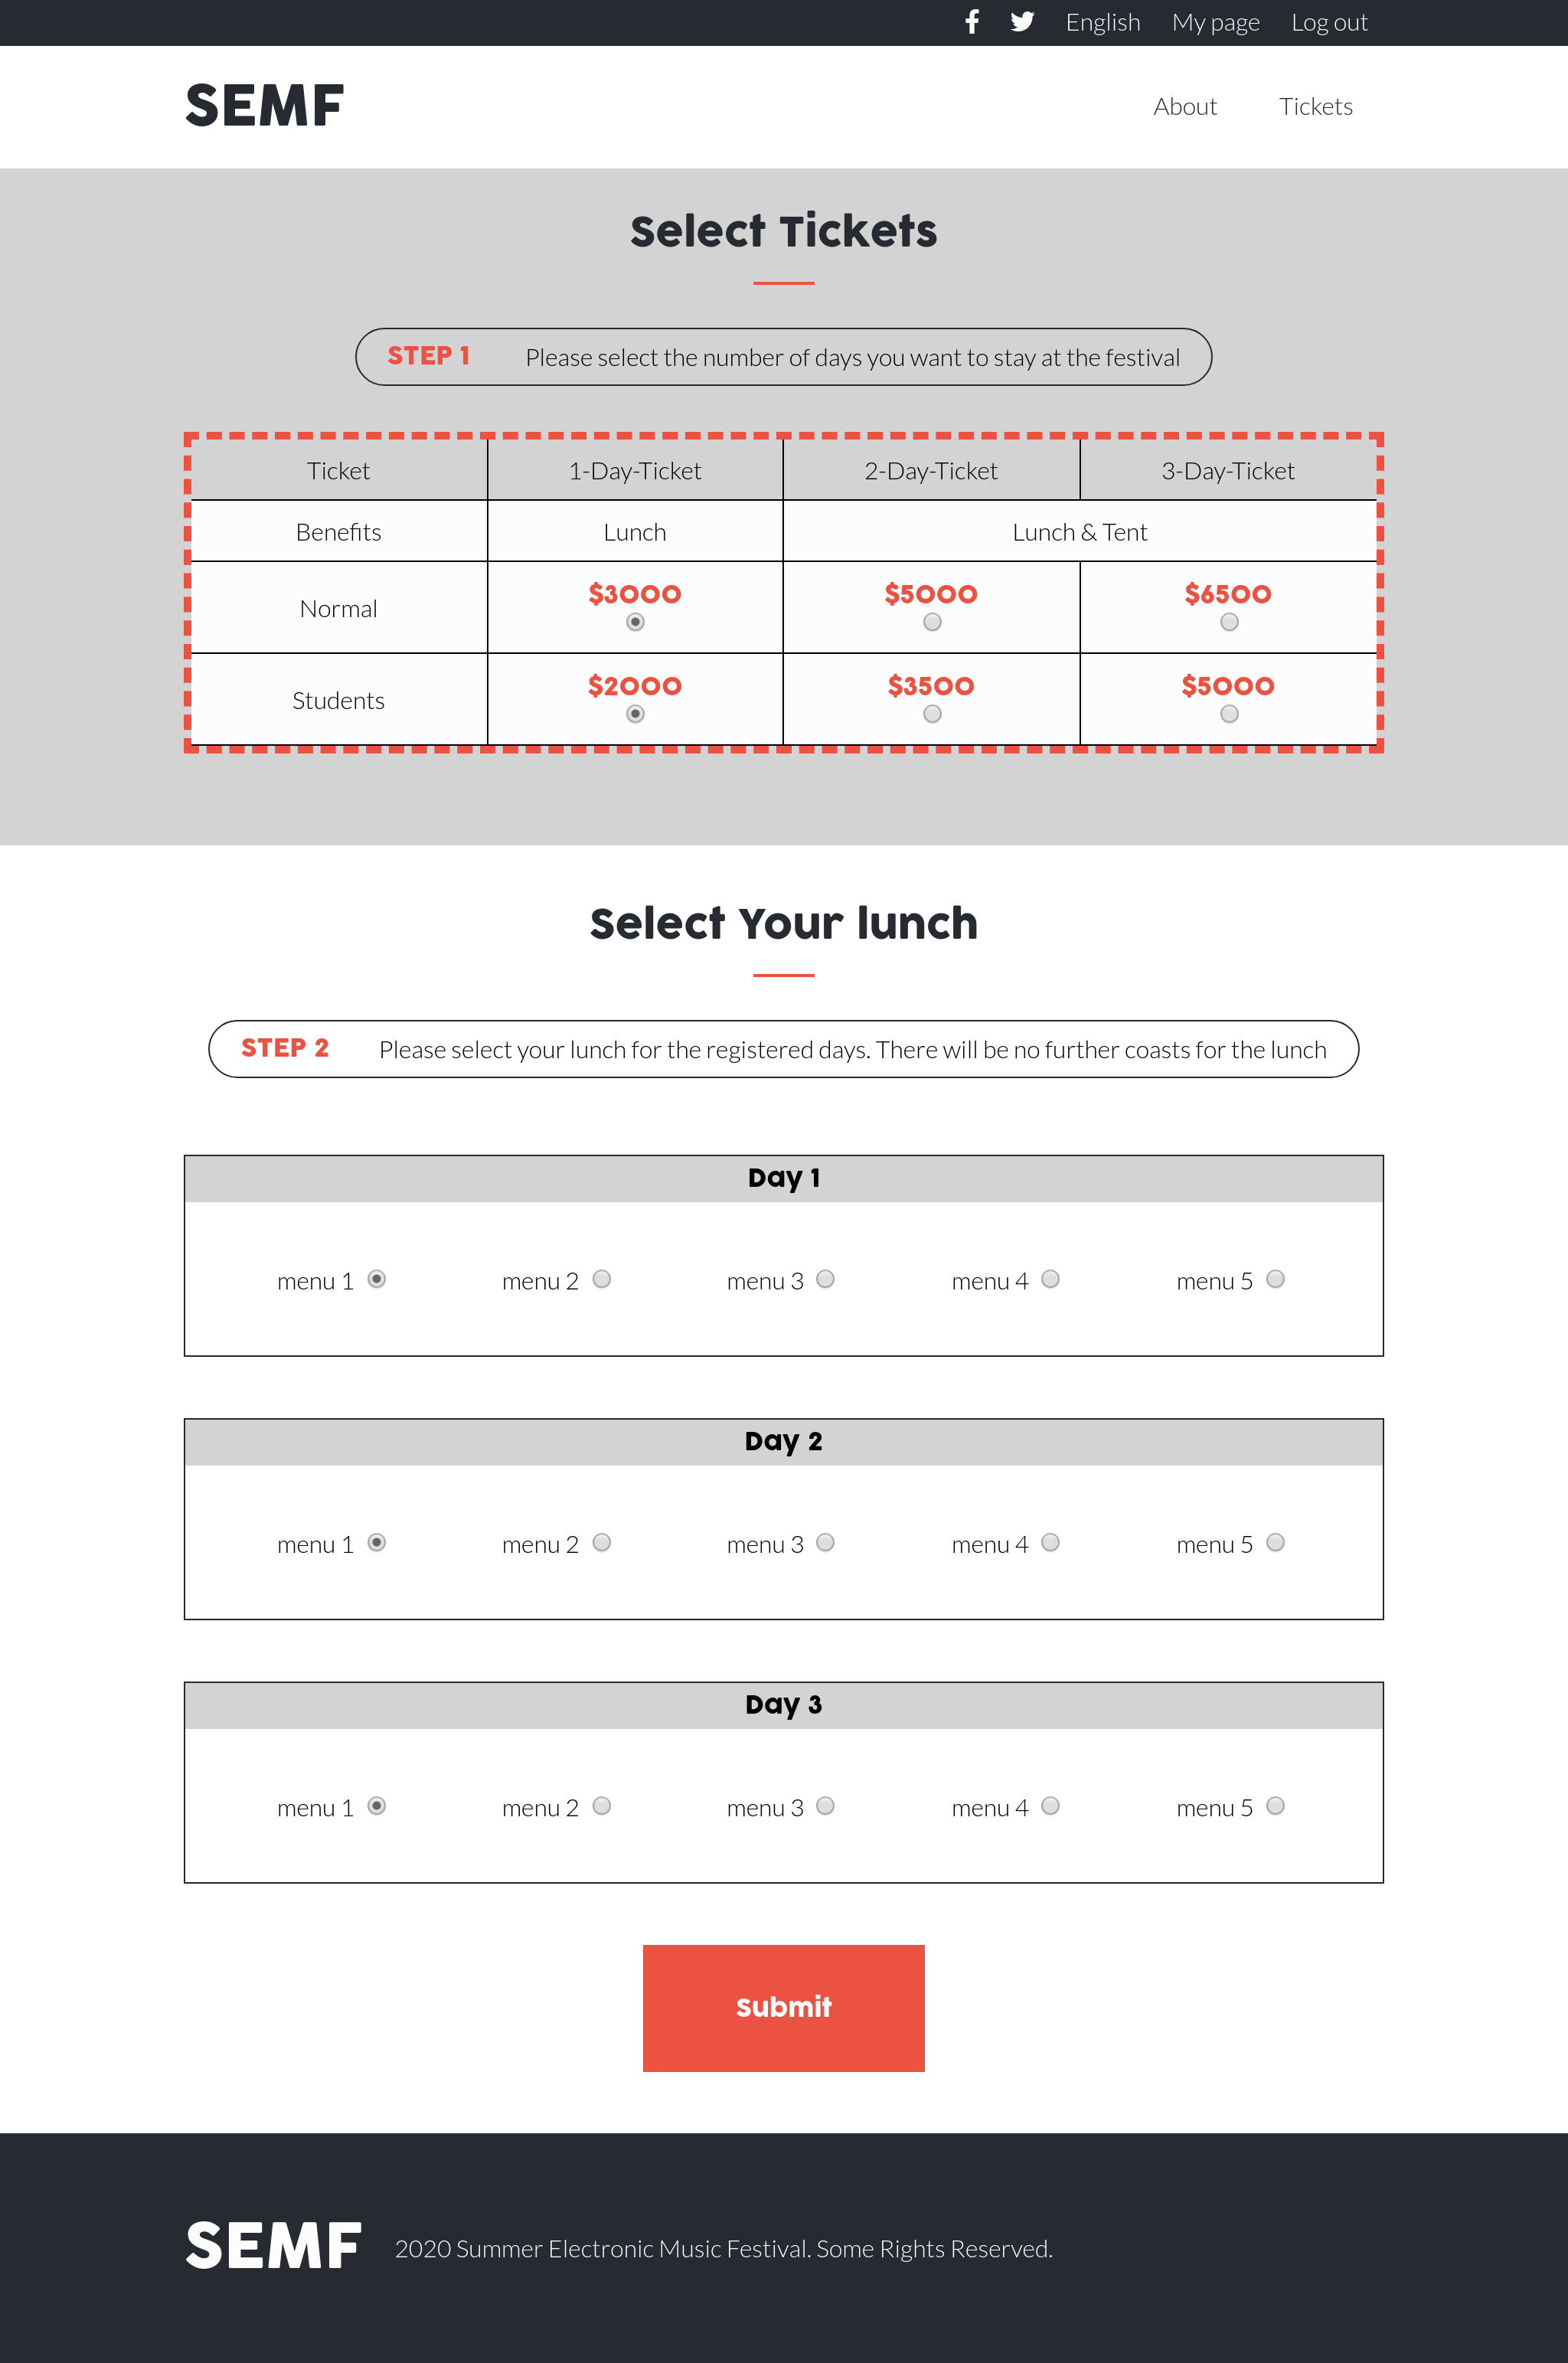 English My page Log out
SEMF About Tickets
Select Tickets
STEP 1 Please select the number of days you want to stay at the festival
Ticket 1-Day-Ticket 2-Day-Ticket 3-Day-Ticket
Benefits Lunch Lunch & Tent
Normal $3000 $5000 $6500
Students $2000 $3500 $5000
Select Your lunch
STEP 2 Please select your lunch for the registered days. There will be no further coasts for the lunch
Day 1
menu 1 menu 2 menu 3 menu 4 menu 5
Day 2
menu 1 menu 2 menu 3 menu 4 menu 5
Day 3
menu 1 menu 2 menu 3 menu 4 menu 5
Submit
SEMF 2020 Summer Electronic Music Festival. Some Rights Reserved.